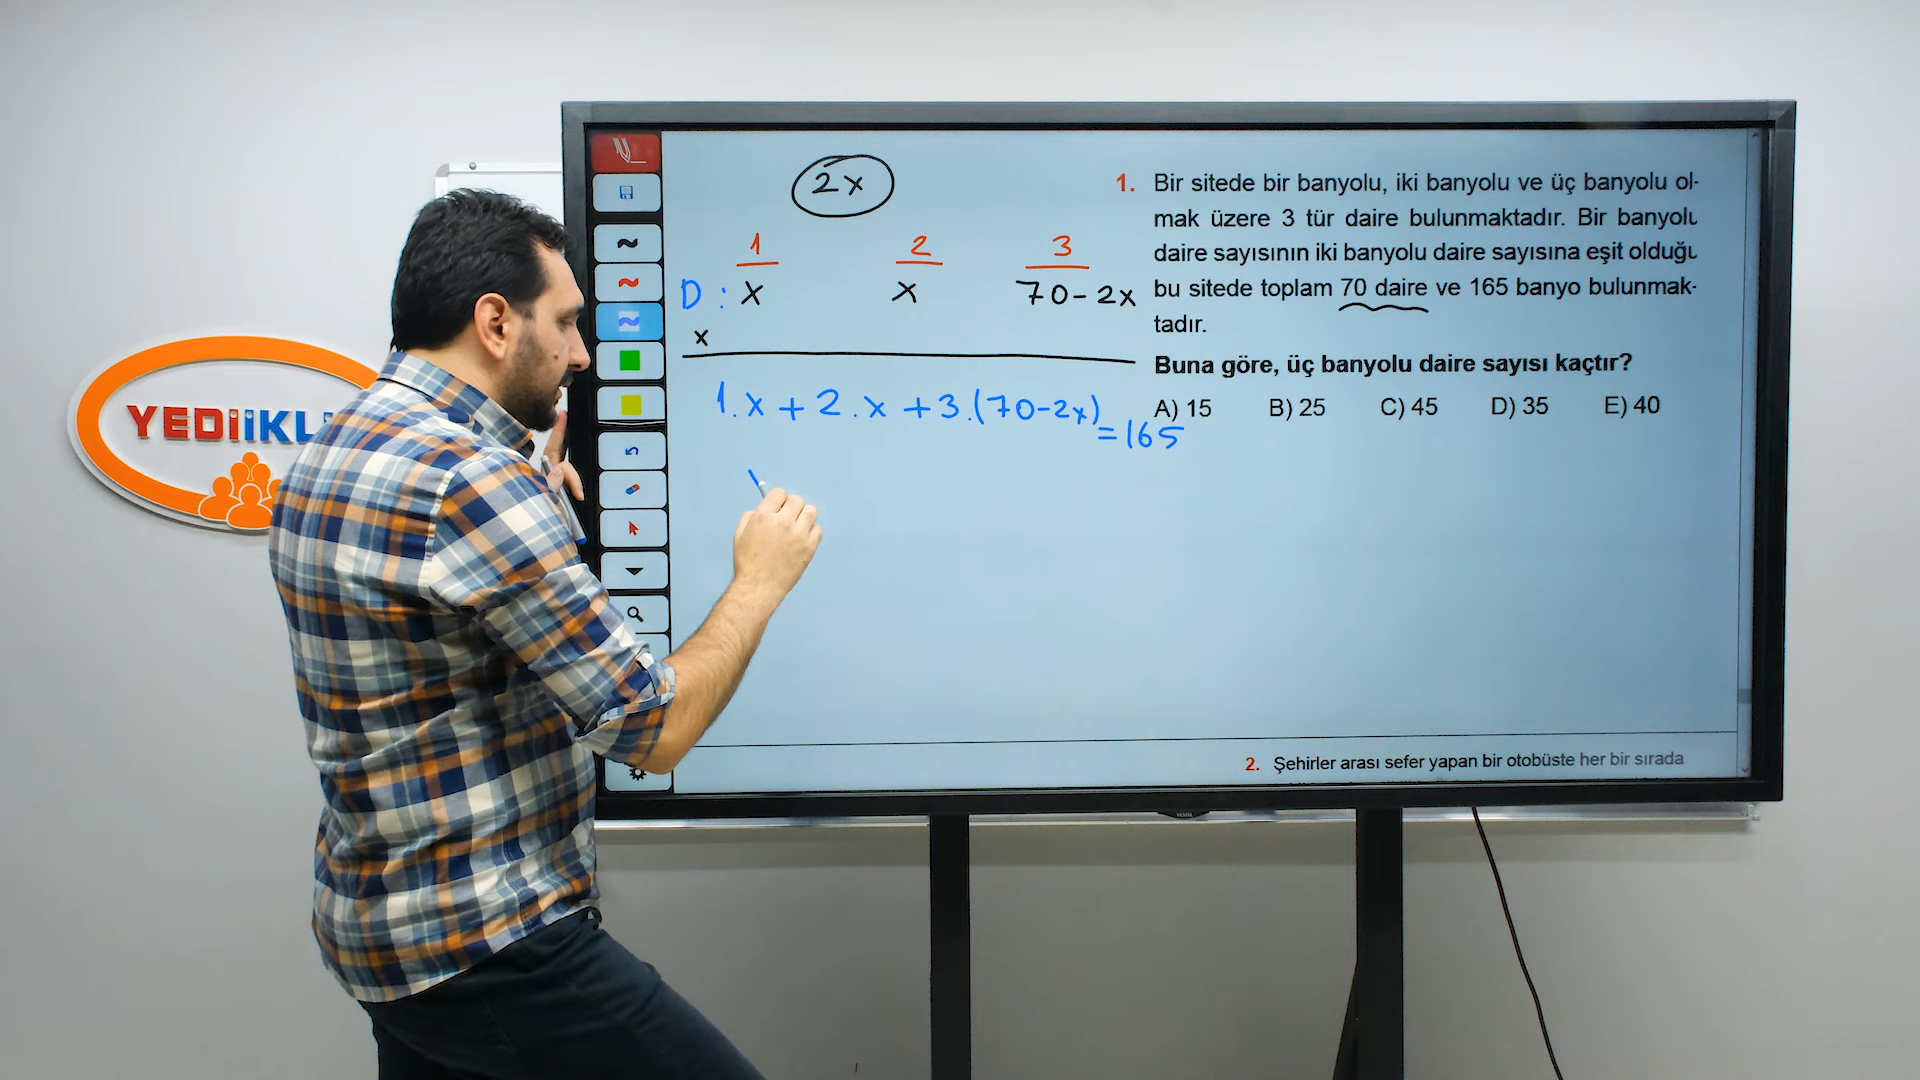 YEDİİKL
2x
1 2 3
D : x x 70-2x
x
1.x+2.x+3.(70-2x)
=165
1. Bir sitede bir banyolu, iki banyolu ve üç banyolu ol-
mak üzere 3 tür daire bulunmaktadır. Bir banyolu
daire sayısının iki banyolu daire sayısına eşit olduğu
bu sitede toplam 70 daire ve 165 banyo bulunmak-
tadır.
Buna göre, üç banyolu daire sayısı kaçtır?
A) 15 B) 25 C) 45 D) 35 E) 40
2. Şehirler arası sefer yapan bir otobüste her bir sırada